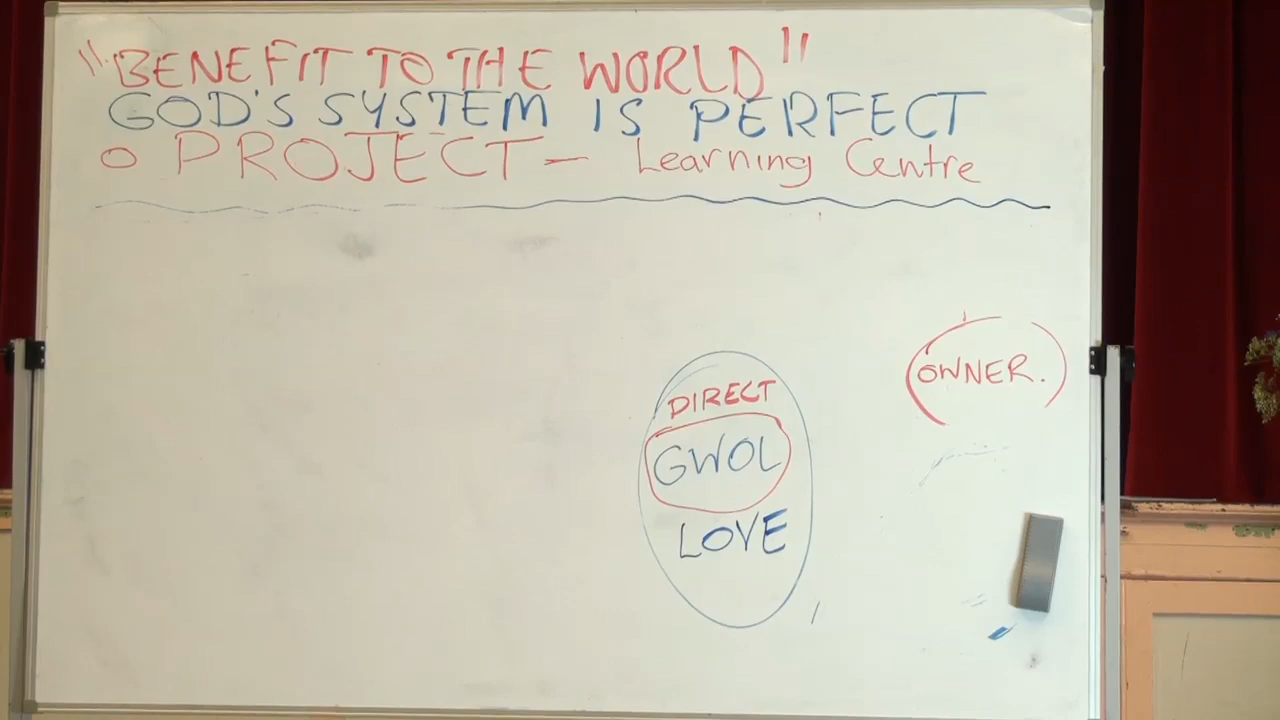 "BENEFIT TO THE WORLD"
GOD'S SYSTEM IS PERFECT
o PROJECT - Learning Centre
OWNER.
DIRECT
GWOL
LOVE